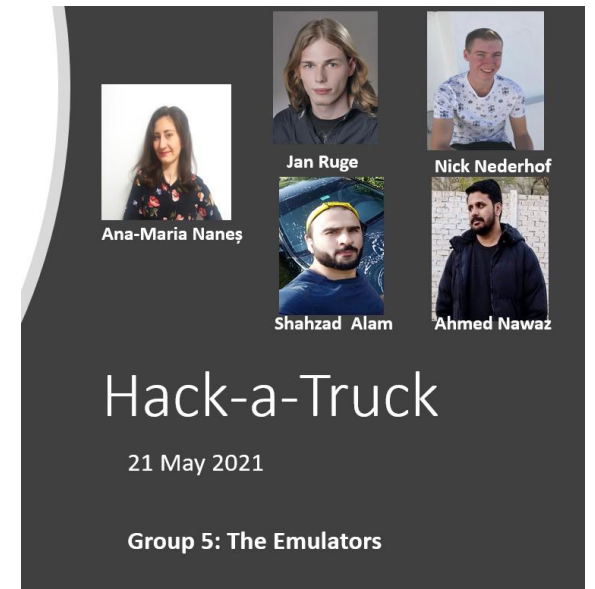 Jan Ruge
Nick Nederhof
Ana-Maria Naneș
Shahzad Alam
Ahmed Nawaz
Hack-a-Truck
21 May 2021
Group 5: The Emulators